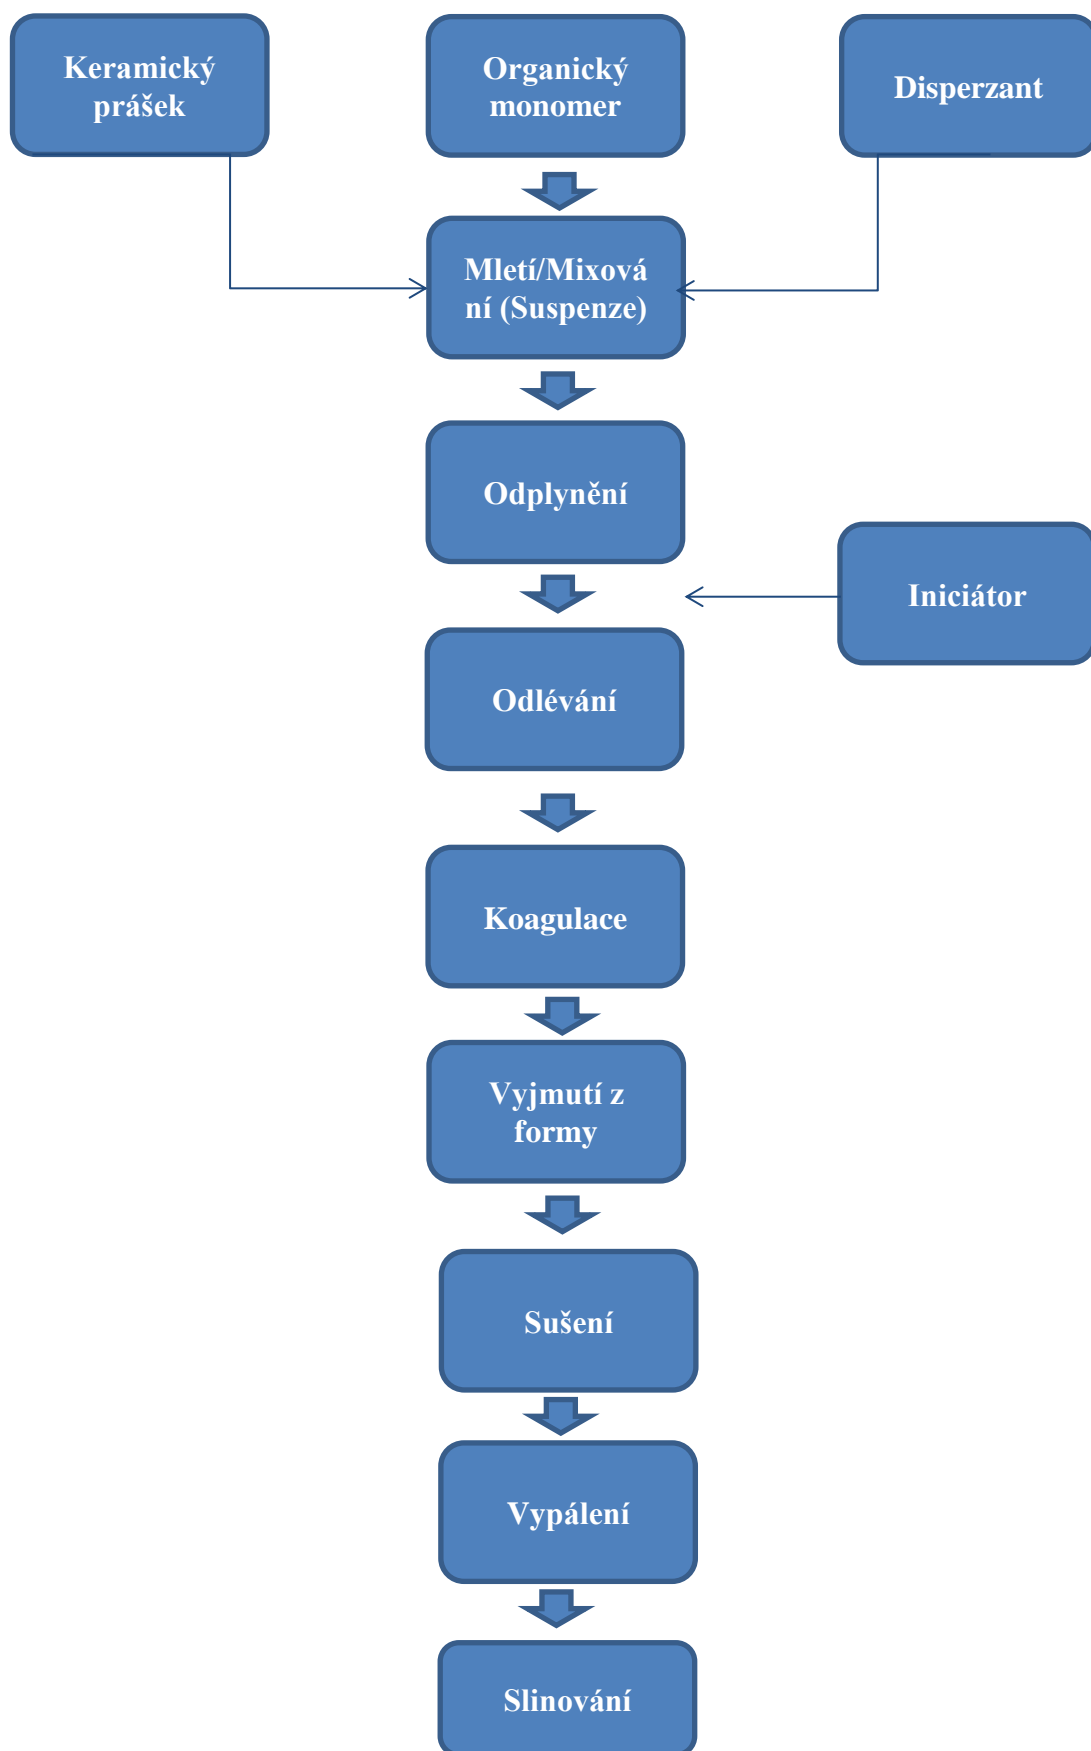 Keramický
prášek
Organický
monomer
Disperzant
Mletí/Mixová
ní (Suspenze)
Odplynění
Iniciátor
Odlévání
Koagulace
Vyjmutí z
formy
Sušení
Vypálení
Slinování